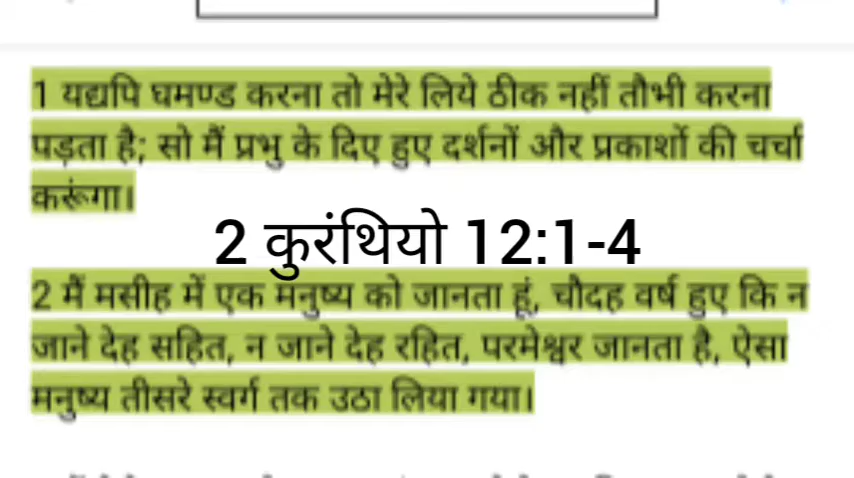 1 यद्यपि घमण्ड करना तो मेरे लिये ठीक नहीं तौभी करना
पड़ता है; सो मैं प्रभु के दिए हुए दर्शनों और प्रकाशों की चर्चा
करूंगा।
2 कुरंथियो 12:1-4
2 मैं मसीह में एक मनुष्य को जानता हूं, चौदह वर्ष हुए कि न
जाने देह सहित, न जाने देह रहित, परमेश्वर जानता है, ऐसा
मनुष्य तीसरे स्वर्ग तक उठा लिया गया।